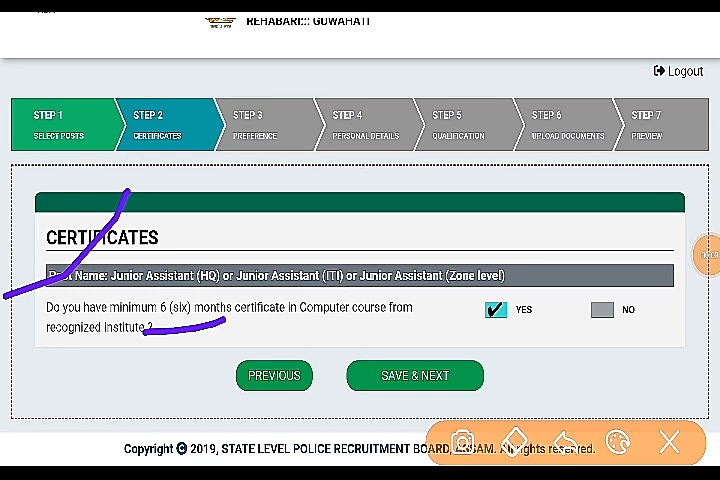 REHABARI::: GUWAHATI
Logout
STEP 1 STEP 2 STEP 3 STEP 4 STEP 5 STEP 6 STEP 7
SELECT POSTS CERTIFICATES PREFERENCE PERSONAL DETAILS QUALIFICATION UPLOAD DOCUMENTS PREVIEW
CERTIFICATES
Post Name: Junior Assistant (HQ) or Junior Assistant (ITI) or Junior Assistant (Zone level)
Do you have minimum 6 (six) months certificate in Computer course from
recognized Institute ?
YES NO
PREVIOUS SAVE & NEXT
Copyright © 2019, STATE LEVEL POLICE RECRUITMENT BOARD, ASSAM. All rights reserved.